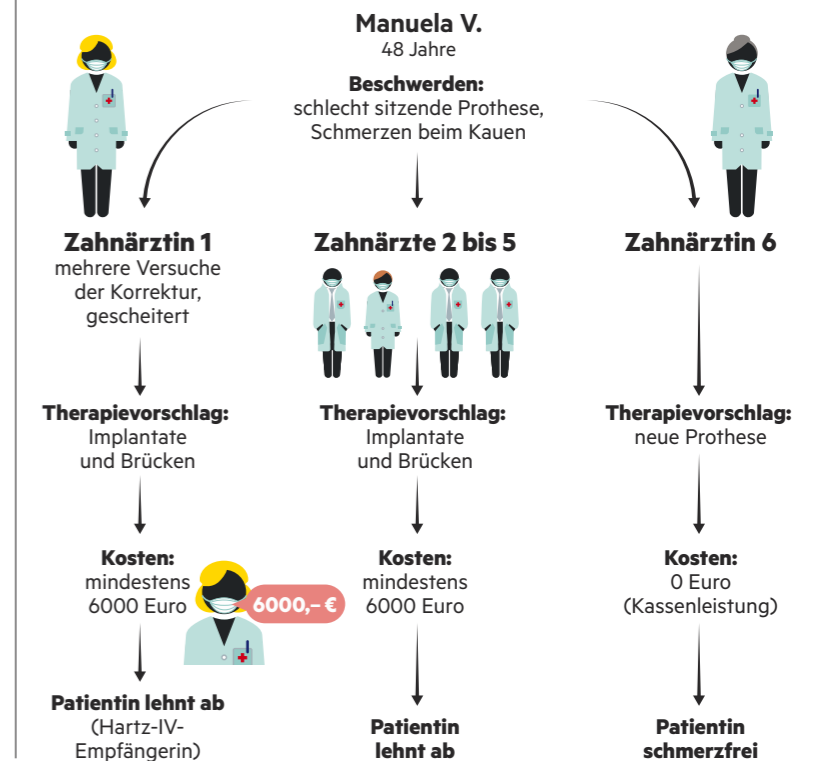 Manuela V.
48 Jahre
Beschwerden:
schlecht sitzende Prothese,
Schmerzen beim Kauen
Zahnärztin 1
mehrere Versuche
der Korrektur,
gescheitert
Therapievorschlag:
Implantate
und Brücken
Kosten:
mindestens
6000 Euro
6000,– €
Patientin lehnt ab
(Hartz-IV-
Empfängerin)
Zahnärzte 2 bis 5
Therapievorschlag:
Implantate
und Brücken
Kosten:
mindestens
6000 Euro
Patientin
lehnt ab
Zahnärztin 6
Therapievorschlag:
neue Prothese
Kosten:
0 Euro
(Kassenleistung)
Patientin
schmerzfrei